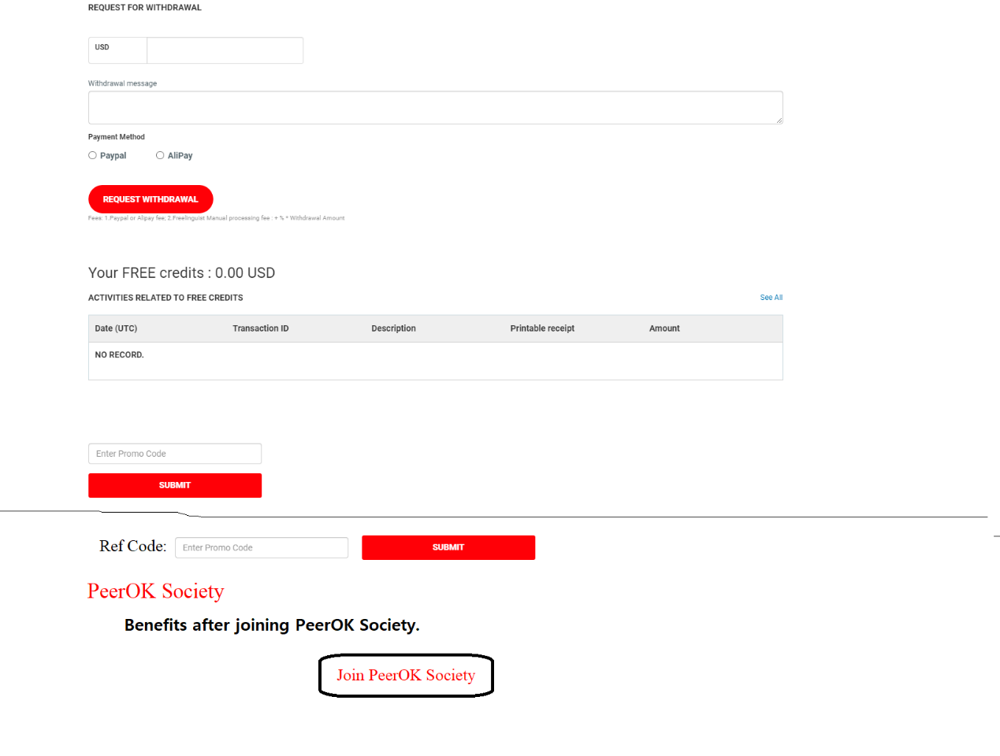 REQUEST FOR WITHDRAWAL
USD
Withdrawal message
Payment Method
Paypal AliPay
REQUEST WITHDRAWAL
Fees: 1.Paypal or Alipay fee; 2.Freelinguist Manual processing fee : + % * Withdrawal Amount
Your FREE credits : 0.00 USD
ACTIVITIES RELATED TO FREE CREDITS See All
Date (UTC) Transaction ID Description Printable receipt Amount
NO RECORD.
Enter Promo Code
SUBMIT
Ref Code: Enter Promo Code SUBMIT
PeerOK Society
Benefits after joining PeerOK Society.
Join PeerOK Society